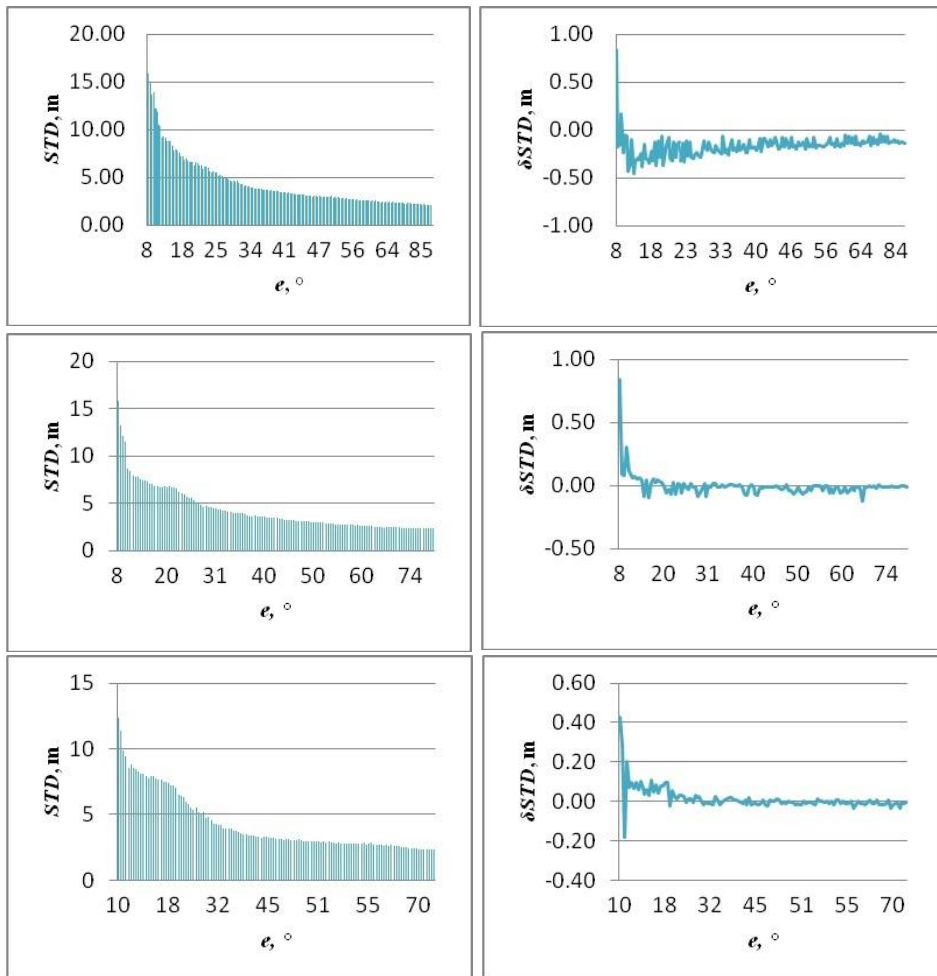 20.00
15.00
10.00
5.00
0.00
STD, m
8 18 25 34 41 47 56 64 85
e, °
1.00
0.50
0.00
-0.50
-1.00
δSTD, m
8 18 23 33 40 46 56 64 84
e, °
20
15
10
5
0
STD, m
8 20 31 40 50 60 74
e, °
1.00
0.50
0.00
-0.50
δSTD, m
8 20 31 40 50 60 74
e, °
15
10
5
0
STD, m
10 18 32 45 51 55 70
e, °
0.60
0.40
0.20
0.00
-0.20
-0.40
δSTD, m
10 18 32 45 51 55 70
e, °